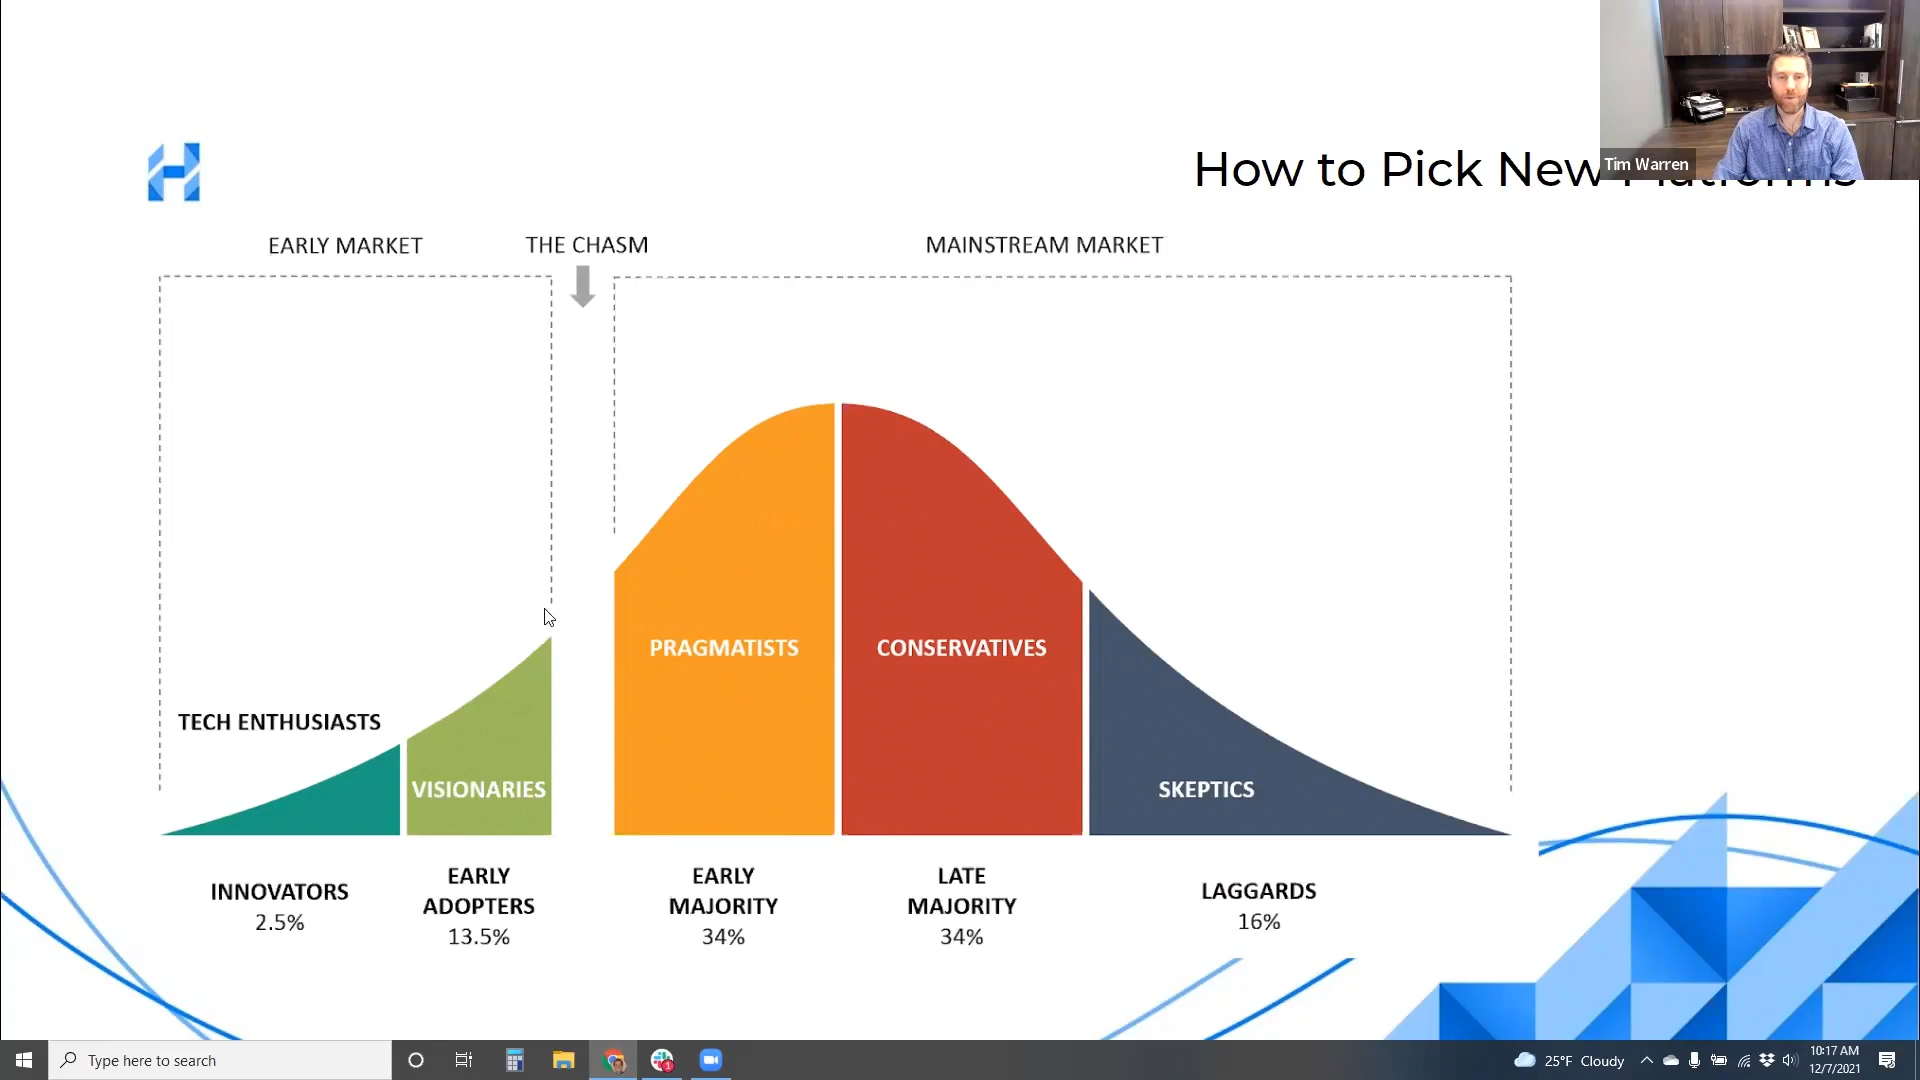 Tim Warren
How to Pick New Platforms
EARLY MARKET
THE CHASM
MAINSTREAM MARKET
PRAGMATISTS
CONSERVATIVES
TECH ENTHUSIASTS
VISIONARIES
SKEPTICS
INNOVATORS
2.5%
EARLY
ADOPTERS
13.5%
EARLY
MAJORITY
34%
LATE
MAJORITY
34%
LAGGARDS
16%
Type here to search
1
25°F Cloudy
10:17 AM
12/7/2021